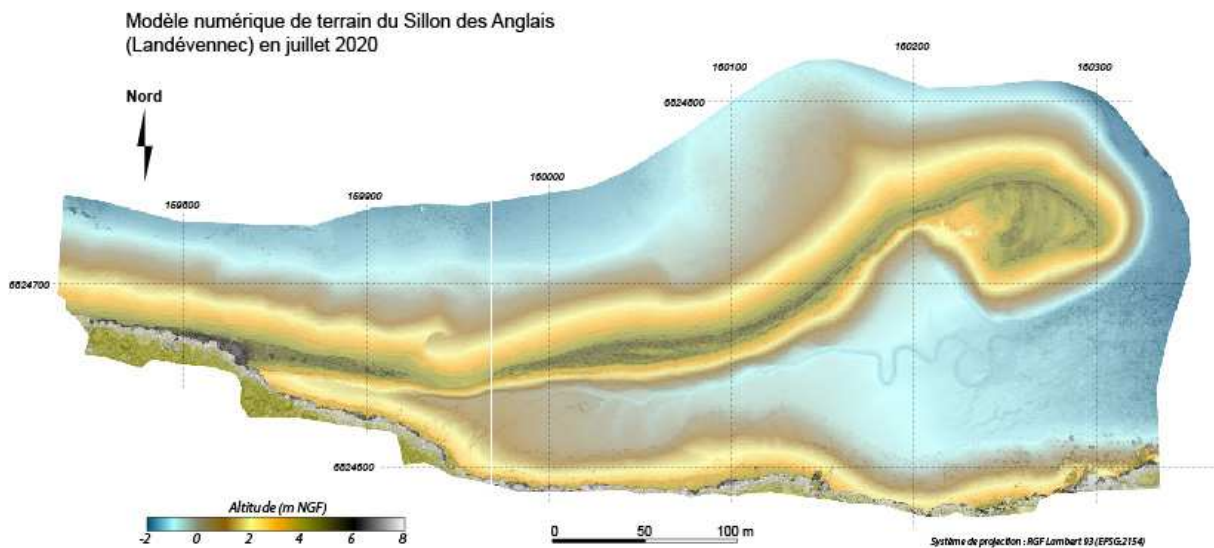 Modèle numérique de terrain du Sillon des Anglais
(Landévennec) en juillet 2020
Nord
160200
160100
160300
6824800
160000
159900
159800
6824700
6824600
Altitude (m NGF)
-2 0 2 4 6 8
0 50 100 m
Système de projection : RGF Lambert 93 (EPSG:2154)